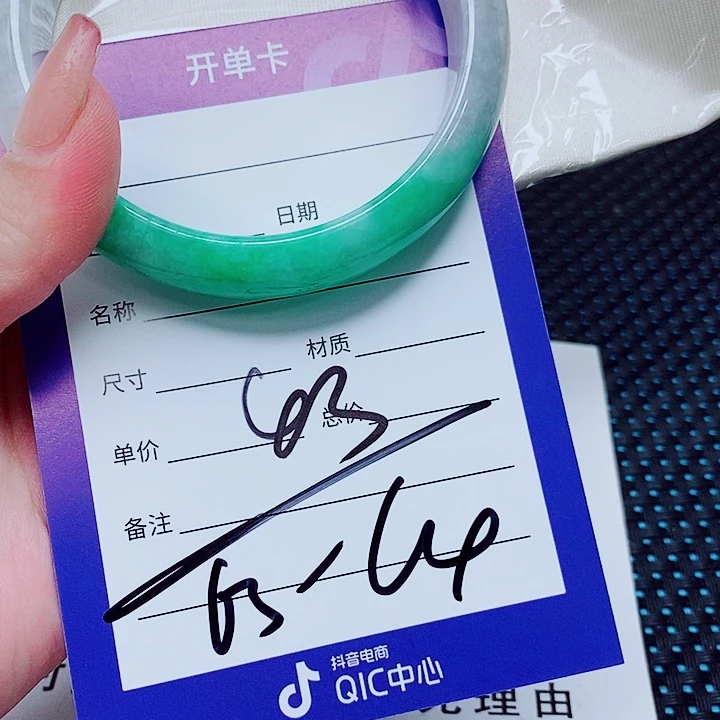 开单卡
日期
名称
尺寸 材质
单价 总价
备注
抖音电商
QIC中心
理由